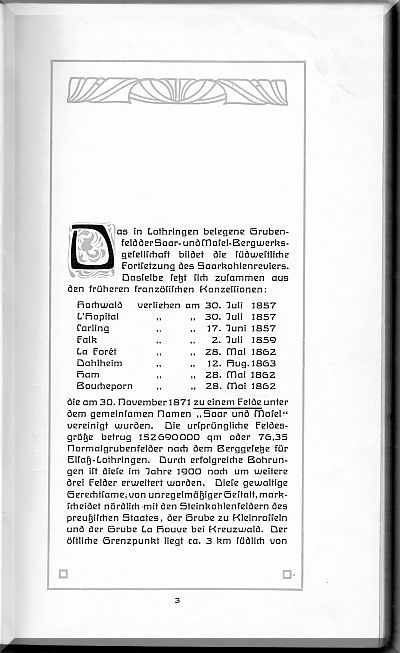 Das in Lothringen belegene Gruben-
feld der Saar- und Mosel-Bergwerks-
gesellschaft bildet die südwestliche
Fortsetzung des Saarkohlenreviers.
Dasselbe setzt sich zusammen aus
den früheren französischen Konzessionen:
Hochwald verliehen am 30. Juli 1857
L'Hopital „ „ 30. Juli 1857
Carling „ „ 17. Juni 1857
Falk „ „ 2. Juli 1859
La Forêt „ „ 28. Mai 1862
Dahlheim „ „ 12. Aug. 1863
Ham „ „ 28. Mai 1862
Boucheporn „ „ 28. Mai 1862
die am 30. November 1871 zu einem Felde unter
dem gemeinsamen Namen „Saar und Mosel“
vereinigt wurden. Die ursprüngliche Feldes-
größe betrug 152690000 qm oder 76,35
Normalgrubenfelder nach dem Berggesetze für
Elsaß-Lothringen. Durch erfolgreiche Bohrun-
gen ist diese im Jahre 1900 noch um weitere
drei Felder erweitert worden. Diese gewaltige
Gerechtsame, von unregelmäßiger Gestalt, mark-
scheidet nördlich mit den Steinkohlenfeldern des
preußischen Staates, der Grube zu Kleinrosseln
und der Grube La Houve bei Kreuzwald. Der
östliche Grenzpunkt liegt ca. 3 km südlich von
3